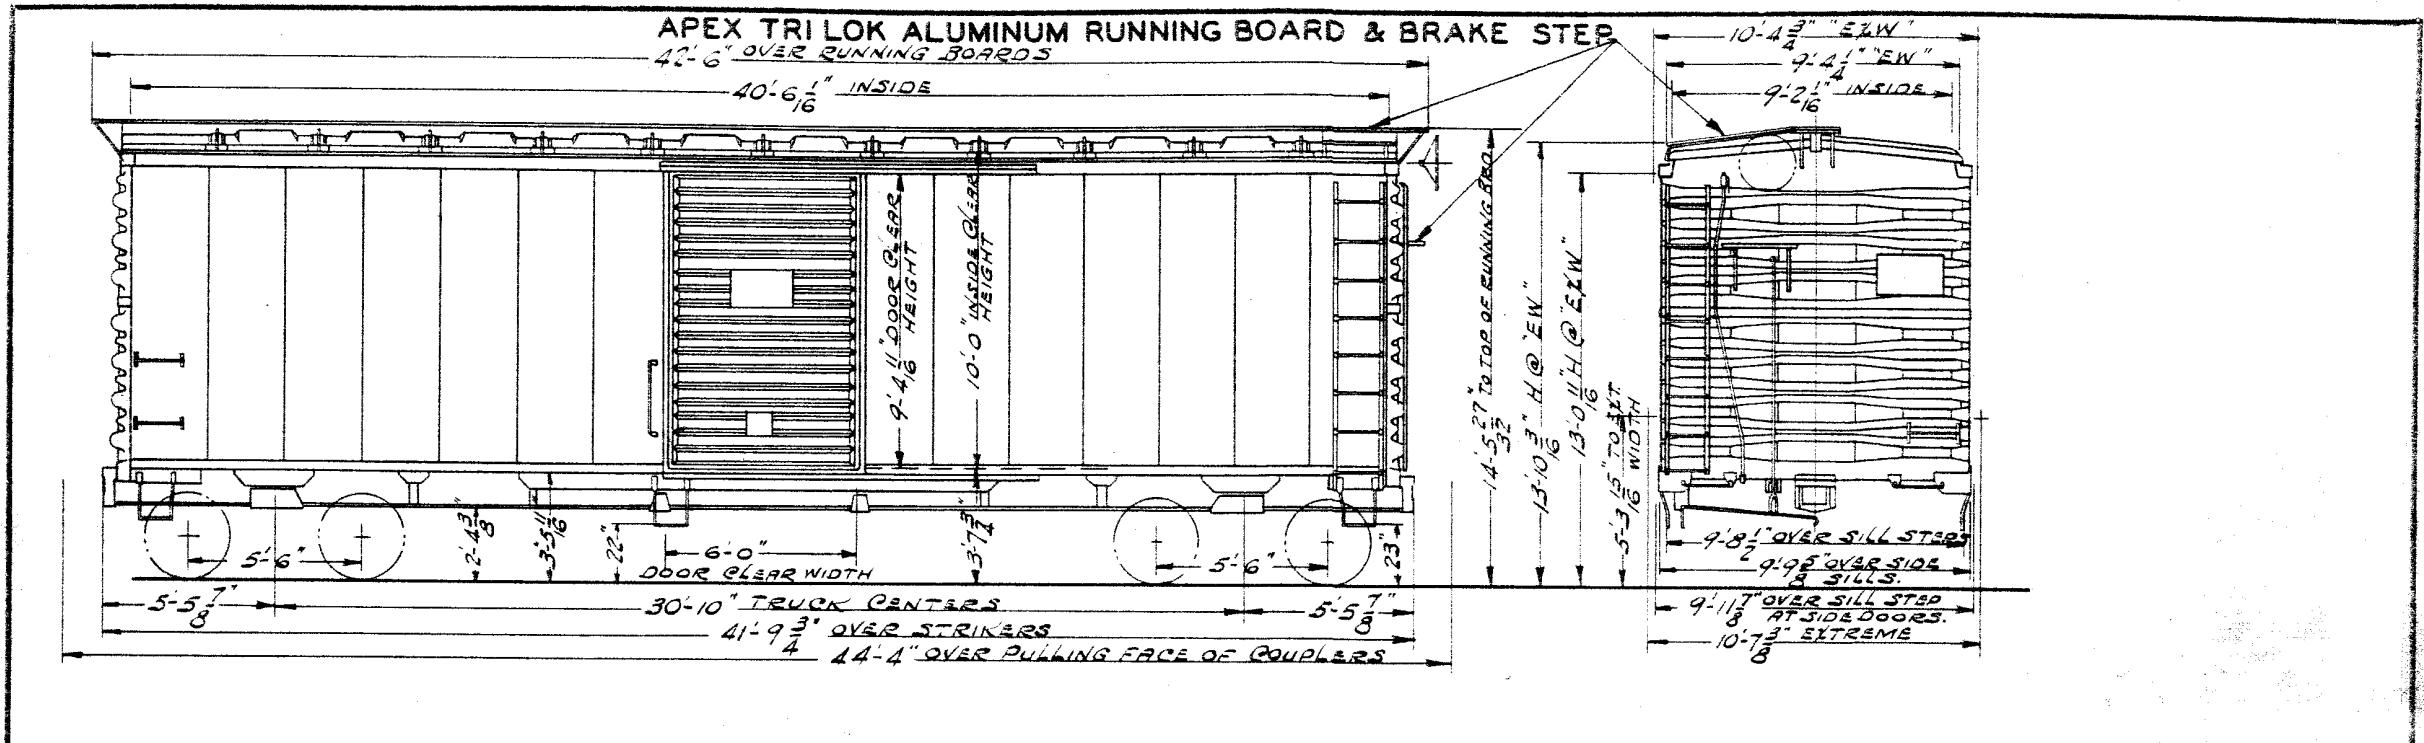 APEX TRI LOK ALUMINUM RUNNING BOARD & BRAKE STEP
42'-6" OVER RUNNING BOARDS
40'-6 1/16" INSIDE
10'-4 3/4" "EXW"
9'-4 1/4" "EW"
9'-2 1/16" INSIDE
9'-4 11/16" DOOR CLEAR
HEIGHT
10'-0" INSIDE CLEAR
HEIGHT
14'-5 27/32" TO TOP OF RUNNING BRD
13'-10 3/16" H @ "EW"
13'-0 11/16" H @ "EXW"
5'-3 15/16" TO EXT.
WIDTH
5'-6"
2'-4 3/8"
3'-5 11/16"
22"
6'-0"
DOOR CLEAR WIDTH
3'-7 3/4"
5'-6"
23"
5'-5 7/8"
30'-10" TRUCK CENTERS
5'-5 7/8"
41'-9 3/4" OVER STRIKERS
44'-4" OVER PULLING FACE OF COUPLERS
9'-8 1/2" OVER SILL STEPS
9'-9 5/8" OVER SIDE
SILLS.
9'-11 7/8" OVER SILL STEP
AT SIDE DOORS.
10'-7 3/8" EXTREME